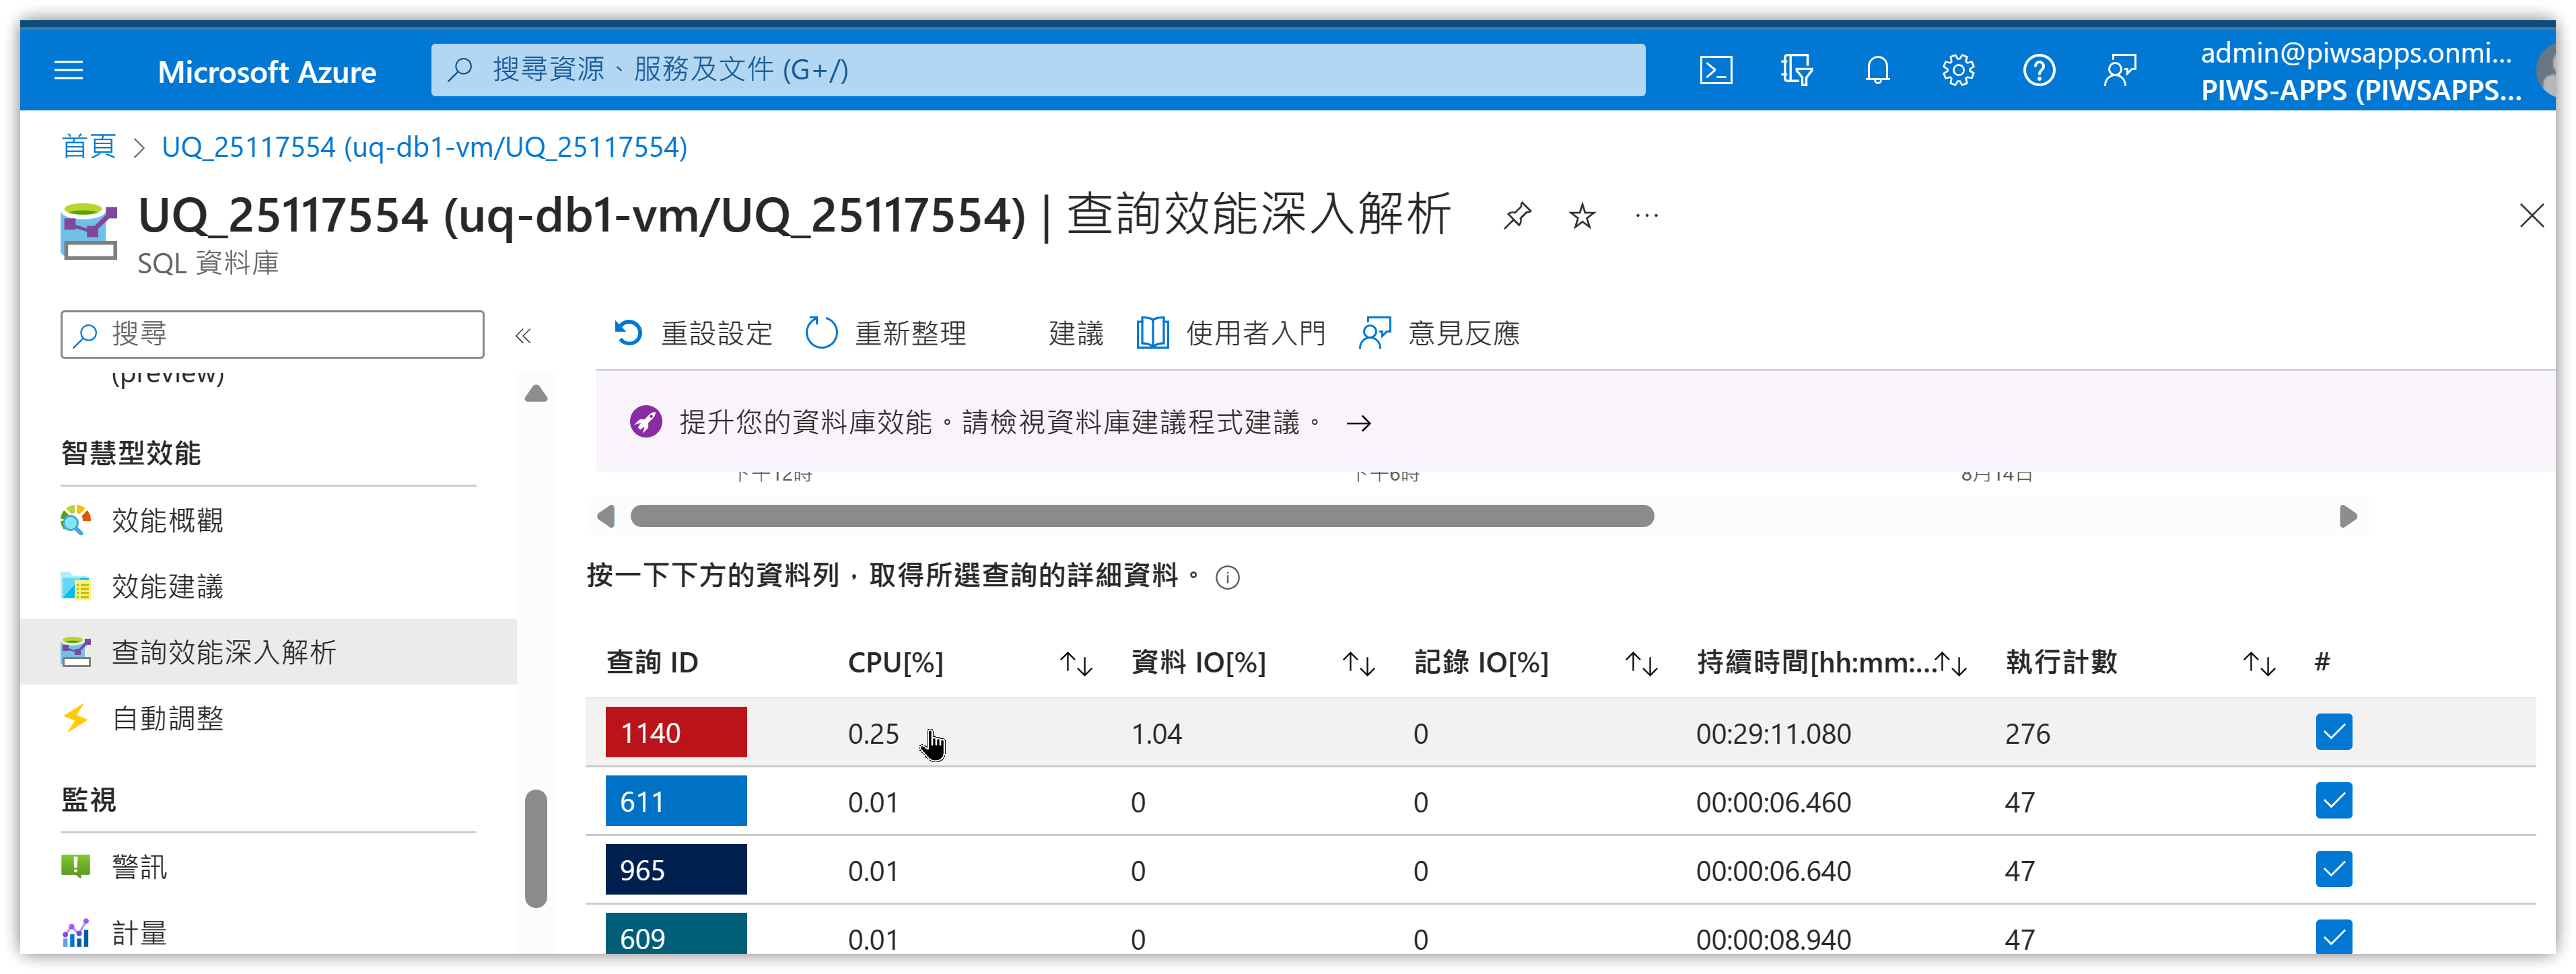 Microsoft Azure
搜尋資源、服務及文件 (G+/)
admin@piwsapps.onmi...
PIWS-APPS (PIWSAPPS...
首頁 > UQ_25117554 (uq-db1-vm/UQ_25117554)
UQ_25117554 (uq-db1-vm/UQ_25117554) | 查詢效能深入解析 ...
SQL 資料庫
搜尋
«
重設設定 重新整理 建議 使用者入門 意見反應
(preview)
提升您的資料庫效能。請檢視資料庫建議程式建議。 →
智慧型效能
效能概觀
效能建議
查詢效能深入解析
自動調整
監視
警訊
計量
下午12時 下午6時 8月14日
按一下下方的資料列，取得所選查詢的詳細資料。
查詢 ID CPU[%] ↑↓ 資料 IO[%] ↑↓ 記錄 IO[%] ↑↓ 持續時間[hh:mm:...↑↓ 執行計數 ↑↓ #
1140 0.25 1.04 0 00:29:11.080 276
611 0.01 0 0 00:00:06.460 47
965 0.01 0 0 00:00:06.640 47
609 0.01 0 0 00:00:08.940 47